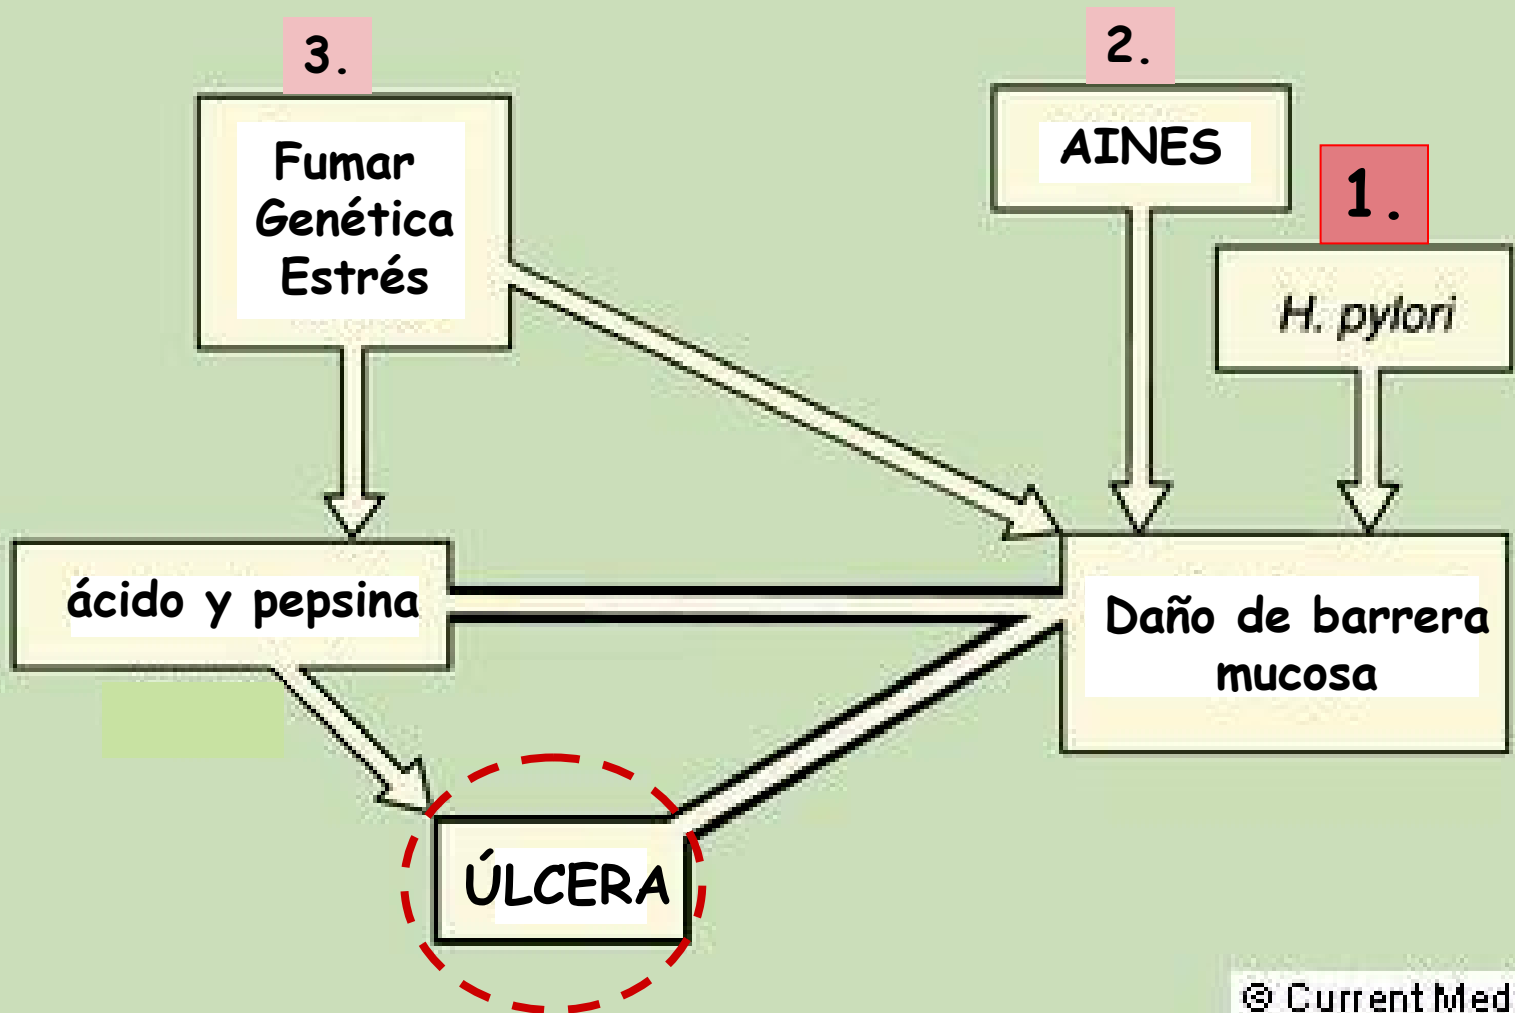 3.
Fumar
Genética
Estrés
2.
AINES
1.
H. pylori
ácido y pepsina
Daño de barrera
mucosa
ÚLCERA
© Current Med